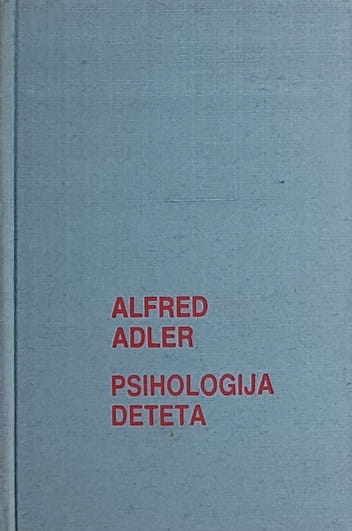 ALFRED
ADLER
PSIHOLOGIJA
DETETA